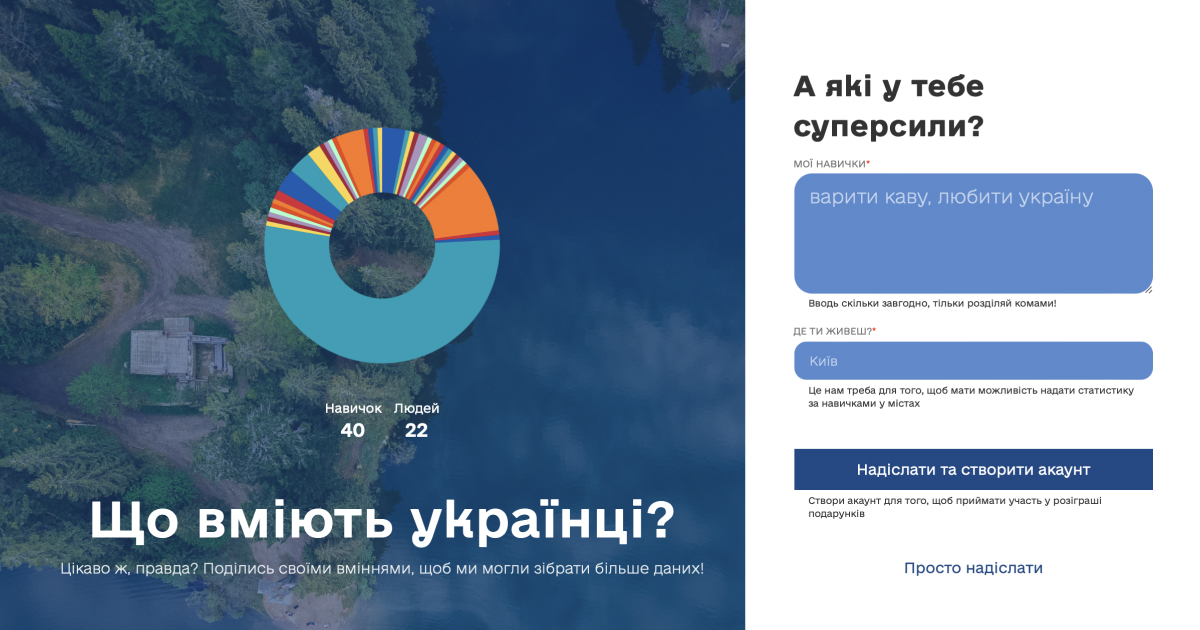 Навичок Людей
40 22
Що вміють українці?
Цікаво ж, правда? Поділись своїми вміннями, щоб ми могли зібрати більше даних!
А які у тебе
суперсили?
МОЇ НАВИЧКИ*
варити каву, любити україну
Вводь скільки завгодно, тільки розділяй комами!
ДЕ ТИ ЖИВЕШ?*
Київ
Це нам треба для того, щоб мати можливість надати статистику
за навичками у містах
Надіслати та створити акаунт
Створи акаунт для того, щоб приймати участь у розіграші
подарунків
Просто надіслати